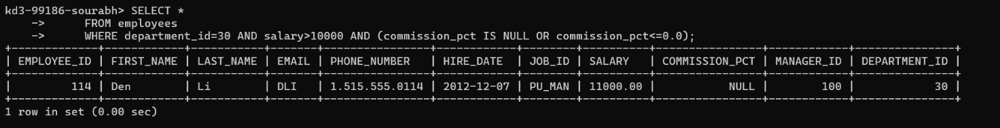 kd3-99186-sourabh> SELECT *
    ->      FROM employees
    ->      WHERE department_id=30 AND salary>10000 AND (commission_pct IS NULL OR commission_pct<=0.0);
+-------------+------------+-----------+-------+----------------+------------+--------+----------+----------------+------------+---------------+
| EMPLOYEE_ID | FIRST_NAME | LAST_NAME | EMAIL | PHONE_NUMBER   | HIRE_DATE  | JOB_ID | SALARY   | COMMISSION_PCT | MANAGER_ID | DEPARTMENT_ID |
+-------------+------------+-----------+-------+----------------+------------+--------+----------+----------------+------------+---------------+
|         114 | Den        | Li        | DLI   | 1.515.555.0114 | 2012-12-07 | PU_MAN | 11000.00 |           NULL |        100 |            30 |
+-------------+------------+-----------+-------+----------------+------------+--------+----------+----------------+------------+---------------+
1 row in set (0.00 sec)